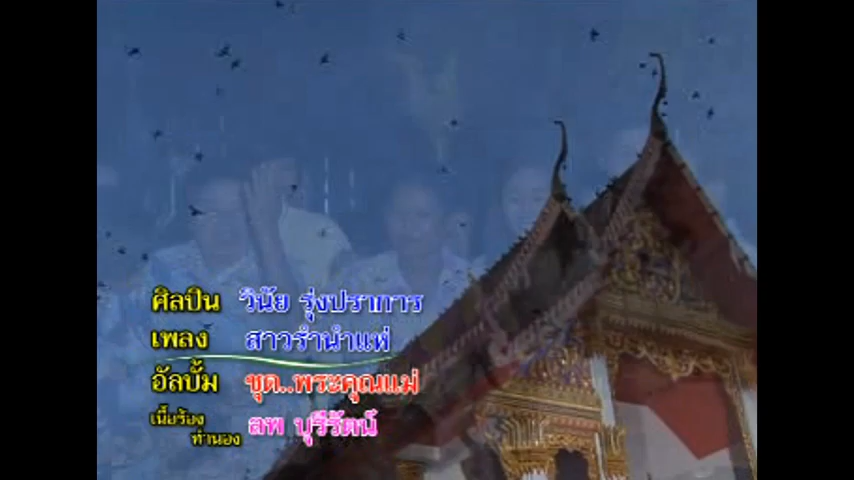 ศิลปิน วินัย รุ่งปราการ
เพลง สาวรำนำแห่
อัลบั้ม ชุด..พระคุณแม่
เนื้อร้อง
ทำนอง ลพ บุรีรัตน์